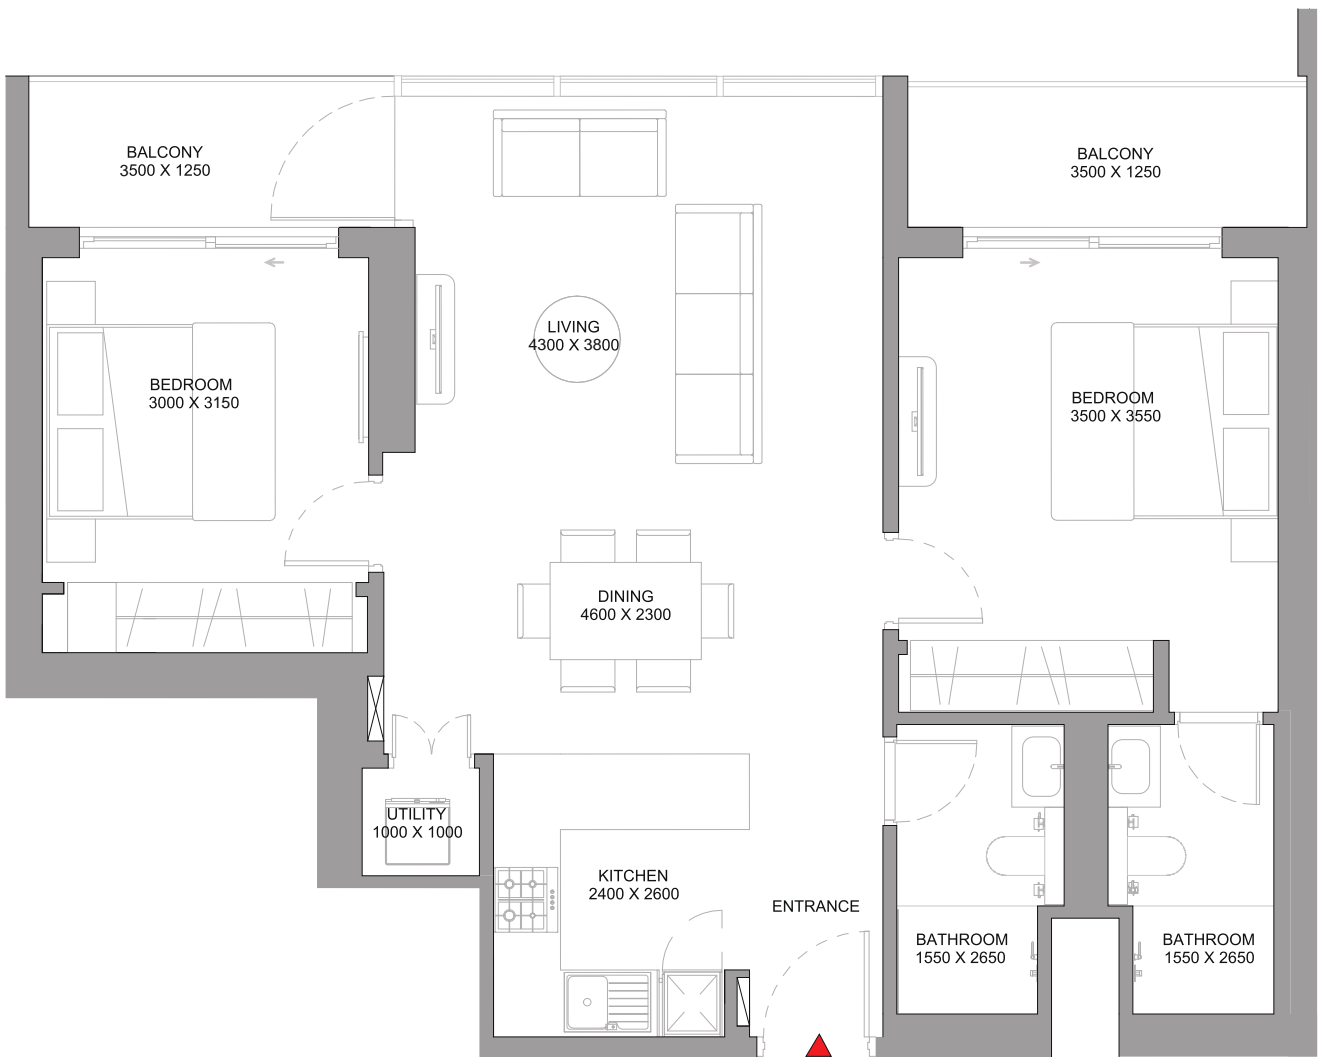 BALCONY
3500 X 1250
BALCONY
3500 X 1250
LIVING
4300 X 3800
BEDROOM
3000 X 3150
BEDROOM
3500 X 3550
DINING
4600 X 2300
UTILITY
1000 X 1000
KITCHEN
2400 X 2600
ENTRANCE
BATHROOM
1550 X 2650
BATHROOM
1550 X 2650